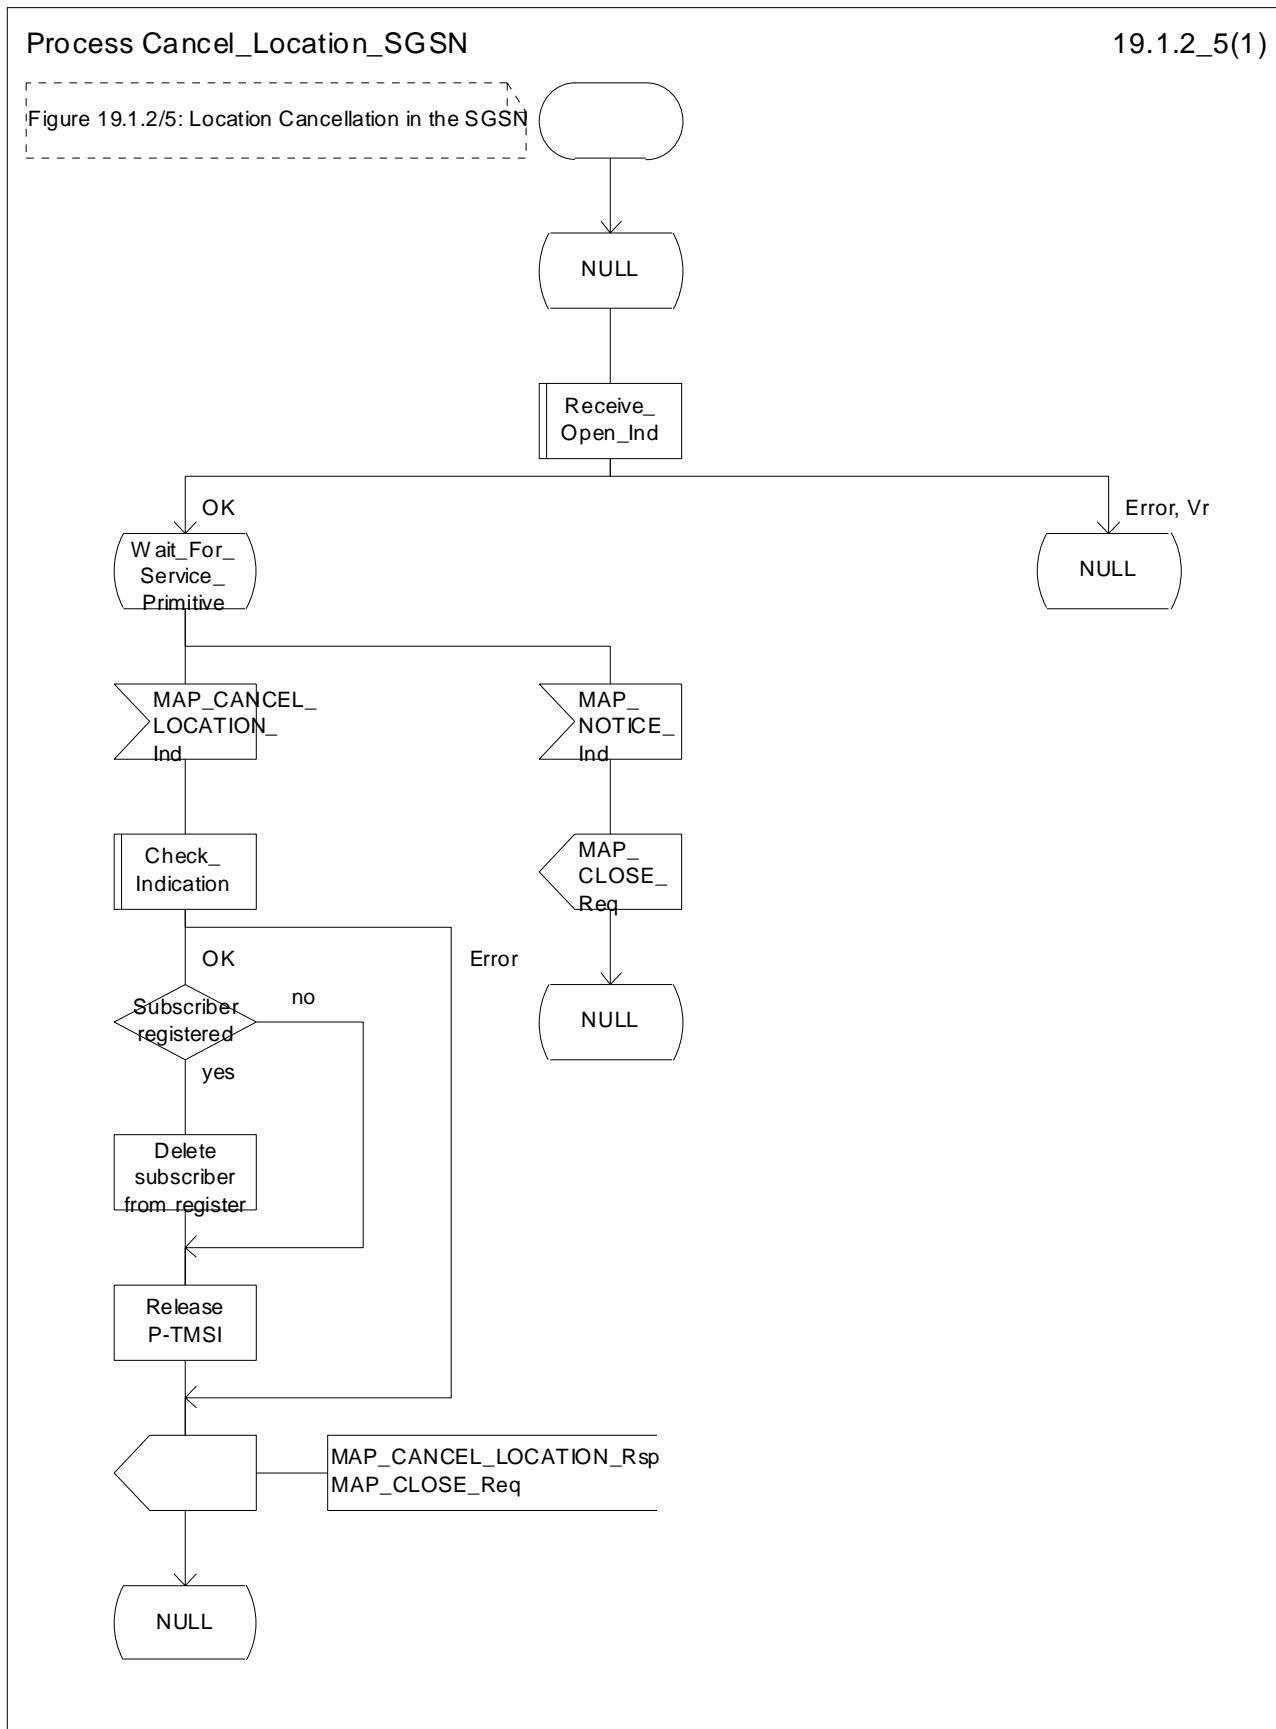 Process Cancel_Location_SGSN
19.1.2_5(1)
Figure 19.1.2/5: Location Cancellation in the SGSN
NULL
Receive_
Open_Ind
OK
Error, Vr
Wait_For_
Service_
Primitive
NULL
MAP_CANCEL_
LOCATION_
Ind
MAP_
NOTICE_
Ind
Check_
Indication
MAP_
CLOSE_
Req
OK
Error
Subscriber
registered
no
yes
NULL
Delete
subscriber
from register
Release
P-TMSI
MAP_CANCEL_LOCATION_Rsp
MAP_CLOSE_Req
NULL